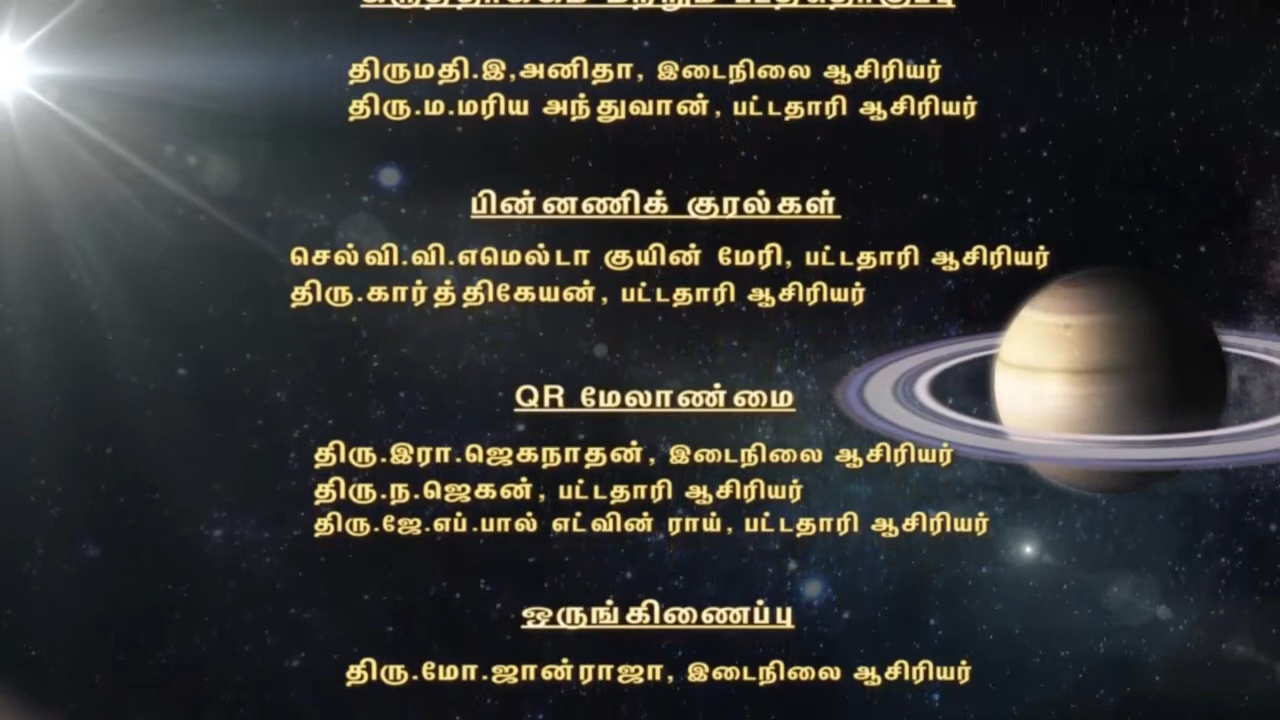 திருமதி.இ,அனிதா, இடைநிலை ஆசிரியர்
திரு.ம.மரிய அந்துவான், பட்டதாரி ஆசிரியர்
பின்னணிக் குரல்கள்
செல்வி.வி.எமெல்டா குயின் மேரி, பட்டதாரி ஆசிரியர்
திரு.கார்த்திகேயன், பட்டதாரி ஆசிரியர்
QR மேலாண்மை
திரு.இரா.ஜெகநாதன், இடைநிலை ஆசிரியர்
திரு.ந.ஜெகன், பட்டதாரி ஆசிரியர்
திரு.ஜே.எப்.பால் எட்வின் ராய், பட்டதாரி ஆசிரியர்
ஒருங்கிணைப்பு
திரு.மோ.ஜான்ராஜா, இடைநிலை ஆசிரியர்